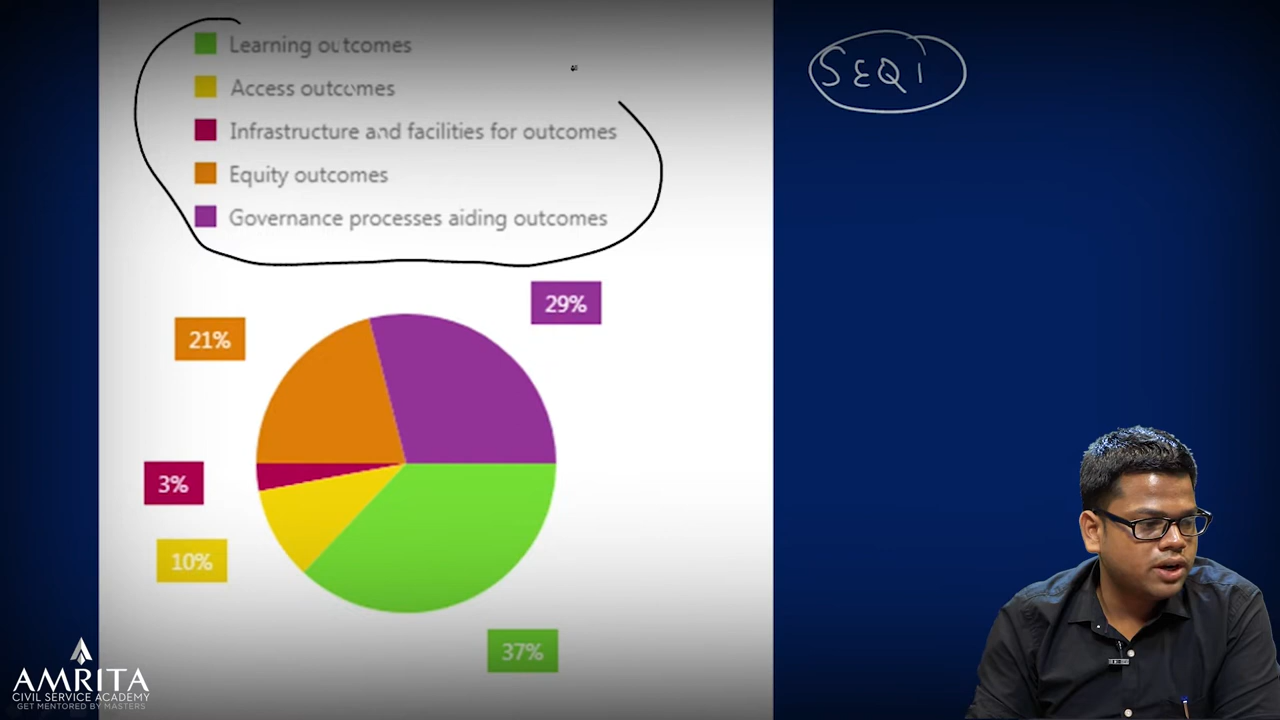 Learning outcomes
Access outcomes
Infrastructure and facilities for outcomes
Equity outcomes
Governance processes aiding outcomes
SEQI
29%
21%
3%
10%
37%
AMRITA
CIVIL SERVICE ACADEMY
GET MENTORED BY MASTERS